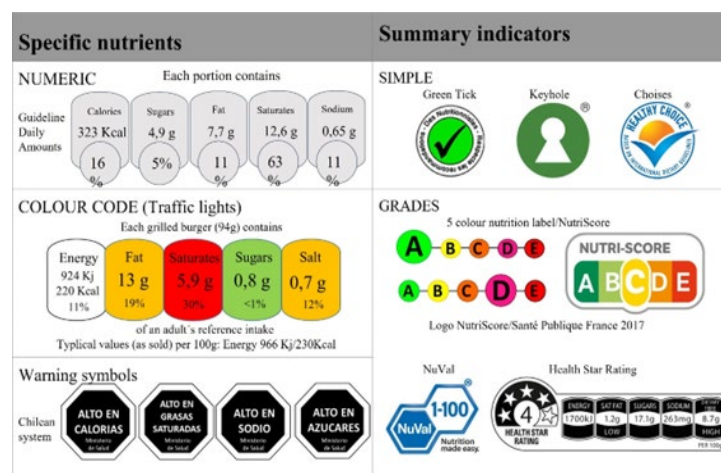 Specific nutrients
Summary indicators
NUMERIC
Each portion contains
Guideline
Daily
Amounts
Calories
323 Kcal
16
%
Sugars
4,9 g
5%
Fat
7,7 g
11
%
Saturates
12,6 g
63
%
Sodium
0,65 g
11
%
COLOUR CODE (Traffic lights)
Each grilled burger (94g) contains
Energy
924 Kj
220 Kcal
11%
Fat
13 g
19%
Saturates
5,9 g
30%
Sugars
0,8 g
<1%
Salt
0,7 g
12%
of an adult´s reference intake
Typlical values (as sold) per 100g: Energy 966 Kj/230Kcal
Warning symbols
Chilean
system
ALTO EN
CALORIAS
Ministerio
de Salud
ALTO EN
GRASAS
SATURADAS
Ministerio
de Salud
ALTO EN
SODIO
Ministerio
de Salud
ALTO EN
AZUCARES
Ministerio
de Salud
SIMPLE
Green Tick
Keyhole
®
Choises
HEALTHY CHOICE
GRADES
5 colour nutrition label/NutriScore
A B C D E
A B C D E
NUTRI-SCORE
A B C D E
Logo NutriScore/Santé Publique France 2017
NuVal
®
1-100
NuVal
Nutrition
made easy.
Health Star Rating
4
HEALTH STAR
RATING
ENERGY
1700kJ
SAT FAT
1.2g
LOW
SUGARS
17.1g
SODIUM
263mg
8.7g
HIGH
PER 100g